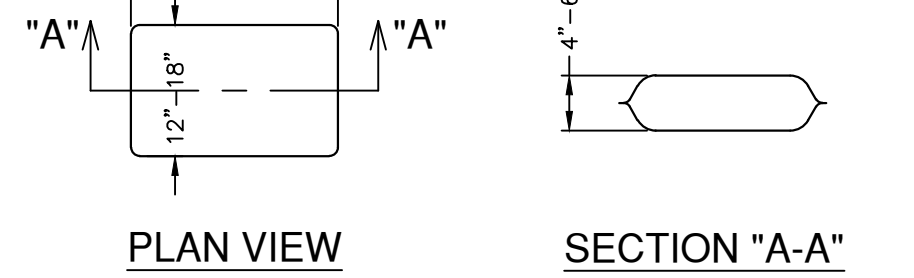 "A" "A"
12"–18"
4"–6
PLAN VIEW
SECTION "A-A"